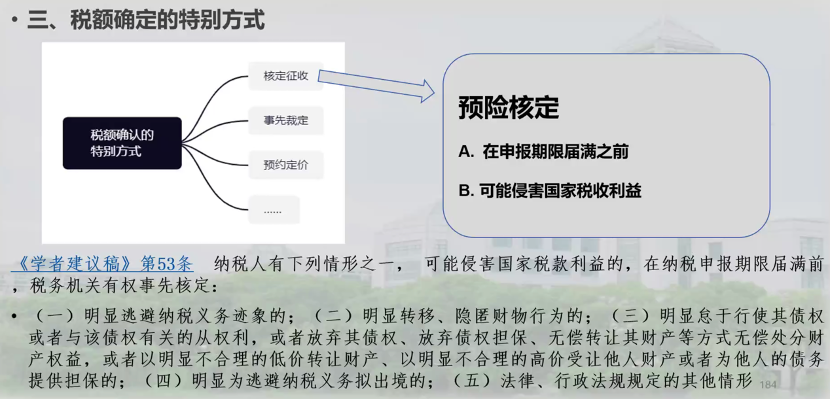 • 三、税额确定的特别方式
税额确认的
特别方式
核定征收
事先裁定
预约定价
......
预险核定
A. 在申报期限届满之前
B. 可能侵害国家税收利益
《学者建议稿》第53条 纳税人有下列情形之一， 可能侵害国家税款利益的，在纳税申报期限届满前
，税务机关有权事先核定：
• （一）明显逃避纳税义务迹象的；（二）明显转移、隐匿财物行为的；（三）明显怠于行使其债权
或者与该债权有关的从权利，或者放弃其债权、放弃债权担保、无偿转让其财产等方式无偿处分财
产权益，或者以明显不合理的低价转让财产、以明显不合理的高价受让他人财产或者为他人的债务
提供担保的；（四）明显为逃避纳税义务拟出境的；（五）法律、行政法规规定的其他情形
184